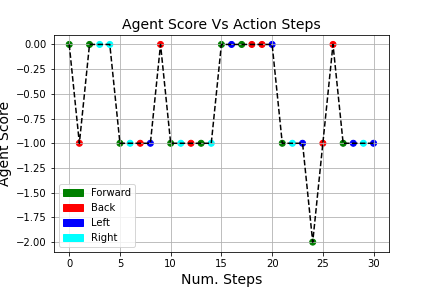 Agent Score Vs Action Steps
Agent Score
0.00
−0.25
−0.50
−0.75
−1.00
−1.25
−1.50
−1.75
−2.00
Forward
Back
Left
Right
0 5 10 15 20 25 30
Num. Steps